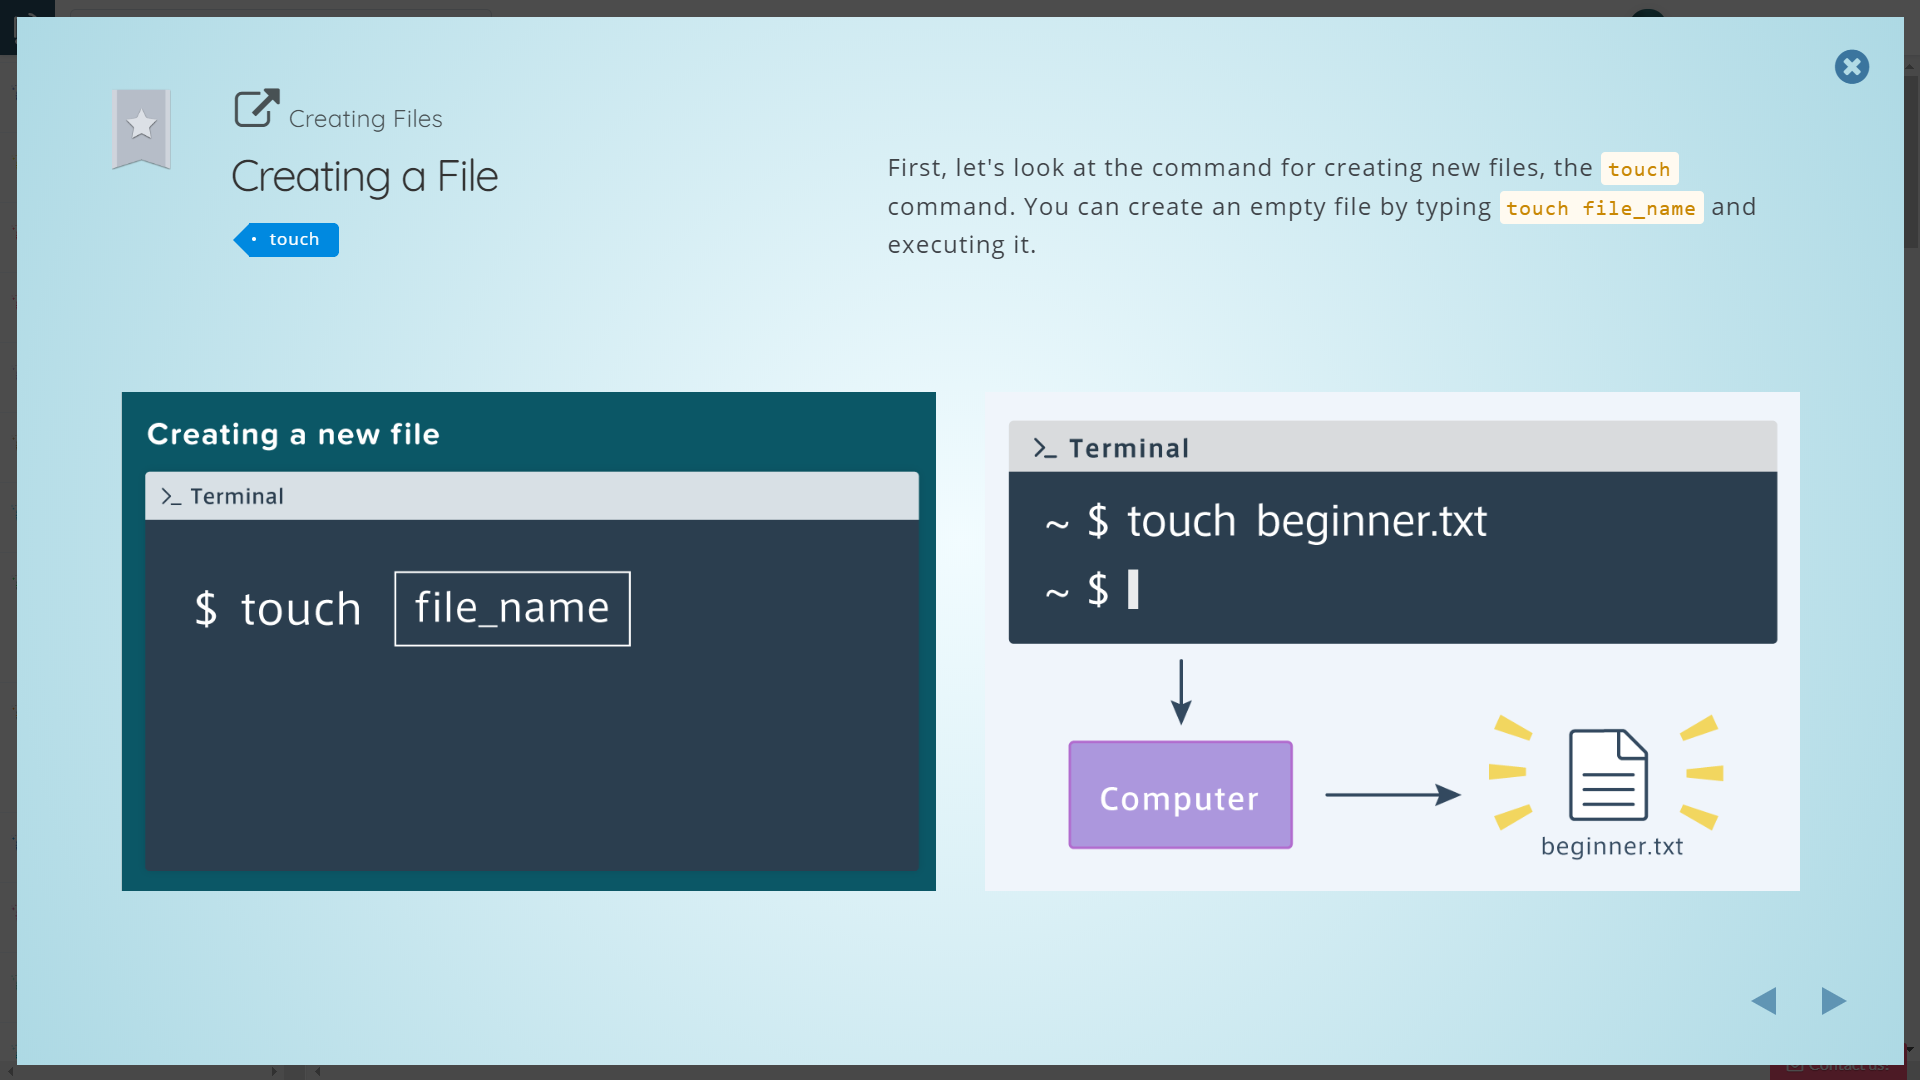 Creating Files
Creating a File
touch
First, let's look at the command for creating new files, the touch
command. You can create an empty file by typing touch file_name and
executing it.
Creating a new file
>_ Terminal
$ touch file_name
>_ Terminal
~ $ touch beginner.txt
~ $
Computer
beginner.txt
Contact us!